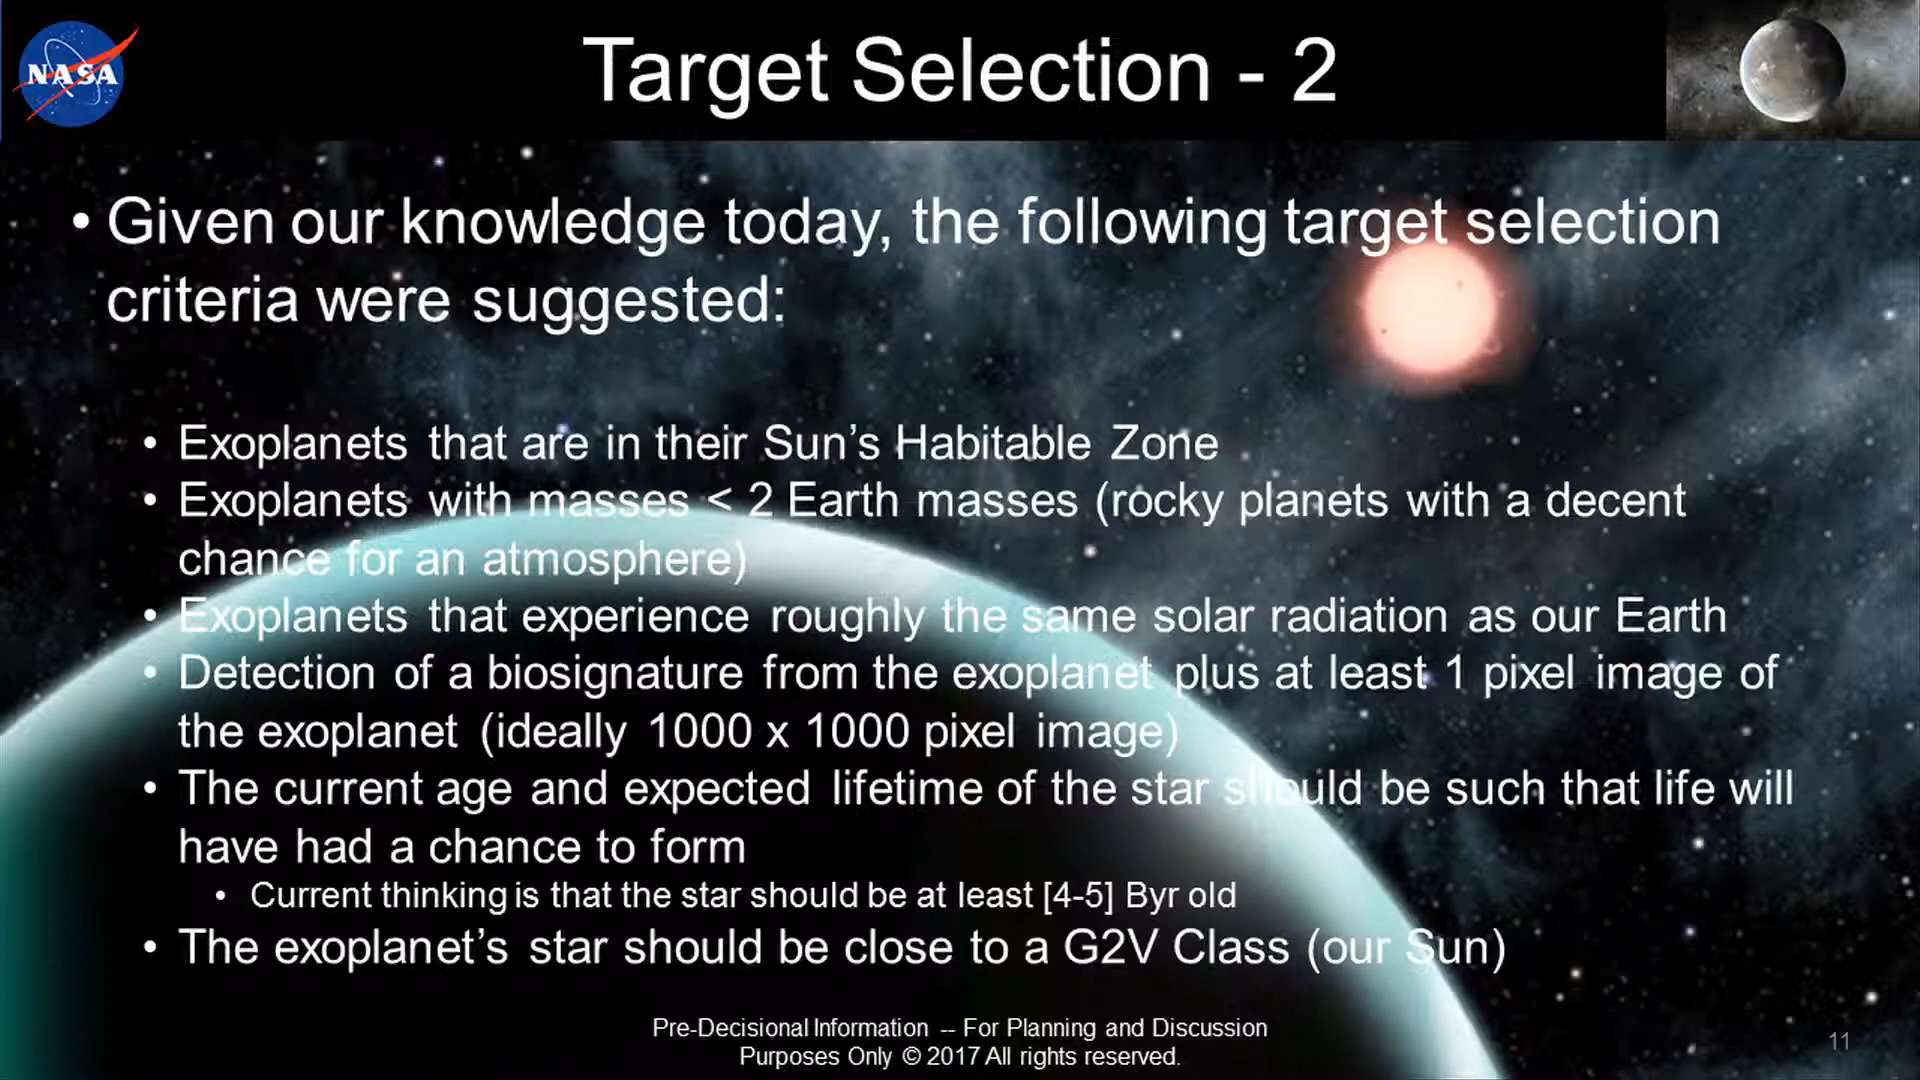 NASA
Target Selection - 2
• Given our knowledge today, the following target selection
criteria were suggested:
• Exoplanets that are in their Sun’s Habitable Zone
• Exoplanets with masses < 2 Earth masses (rocky planets with a decent
chance for an atmosphere)
• Exoplanets that experience roughly the same solar radiation as our Earth
• Detection of a biosignature from the exoplanet plus at least 1 pixel image of
the exoplanet (ideally 1000 x 1000 pixel image)
• The current age and expected lifetime of the star should be such that life will
have had a chance to form
• Current thinking is that the star should be at least [4-5] Byr old
• The exoplanet’s star should be close to a G2V Class (our Sun)
Pre-Decisional Information -- For Planning and Discussion
Purposes Only © 2017 All rights reserved.
11